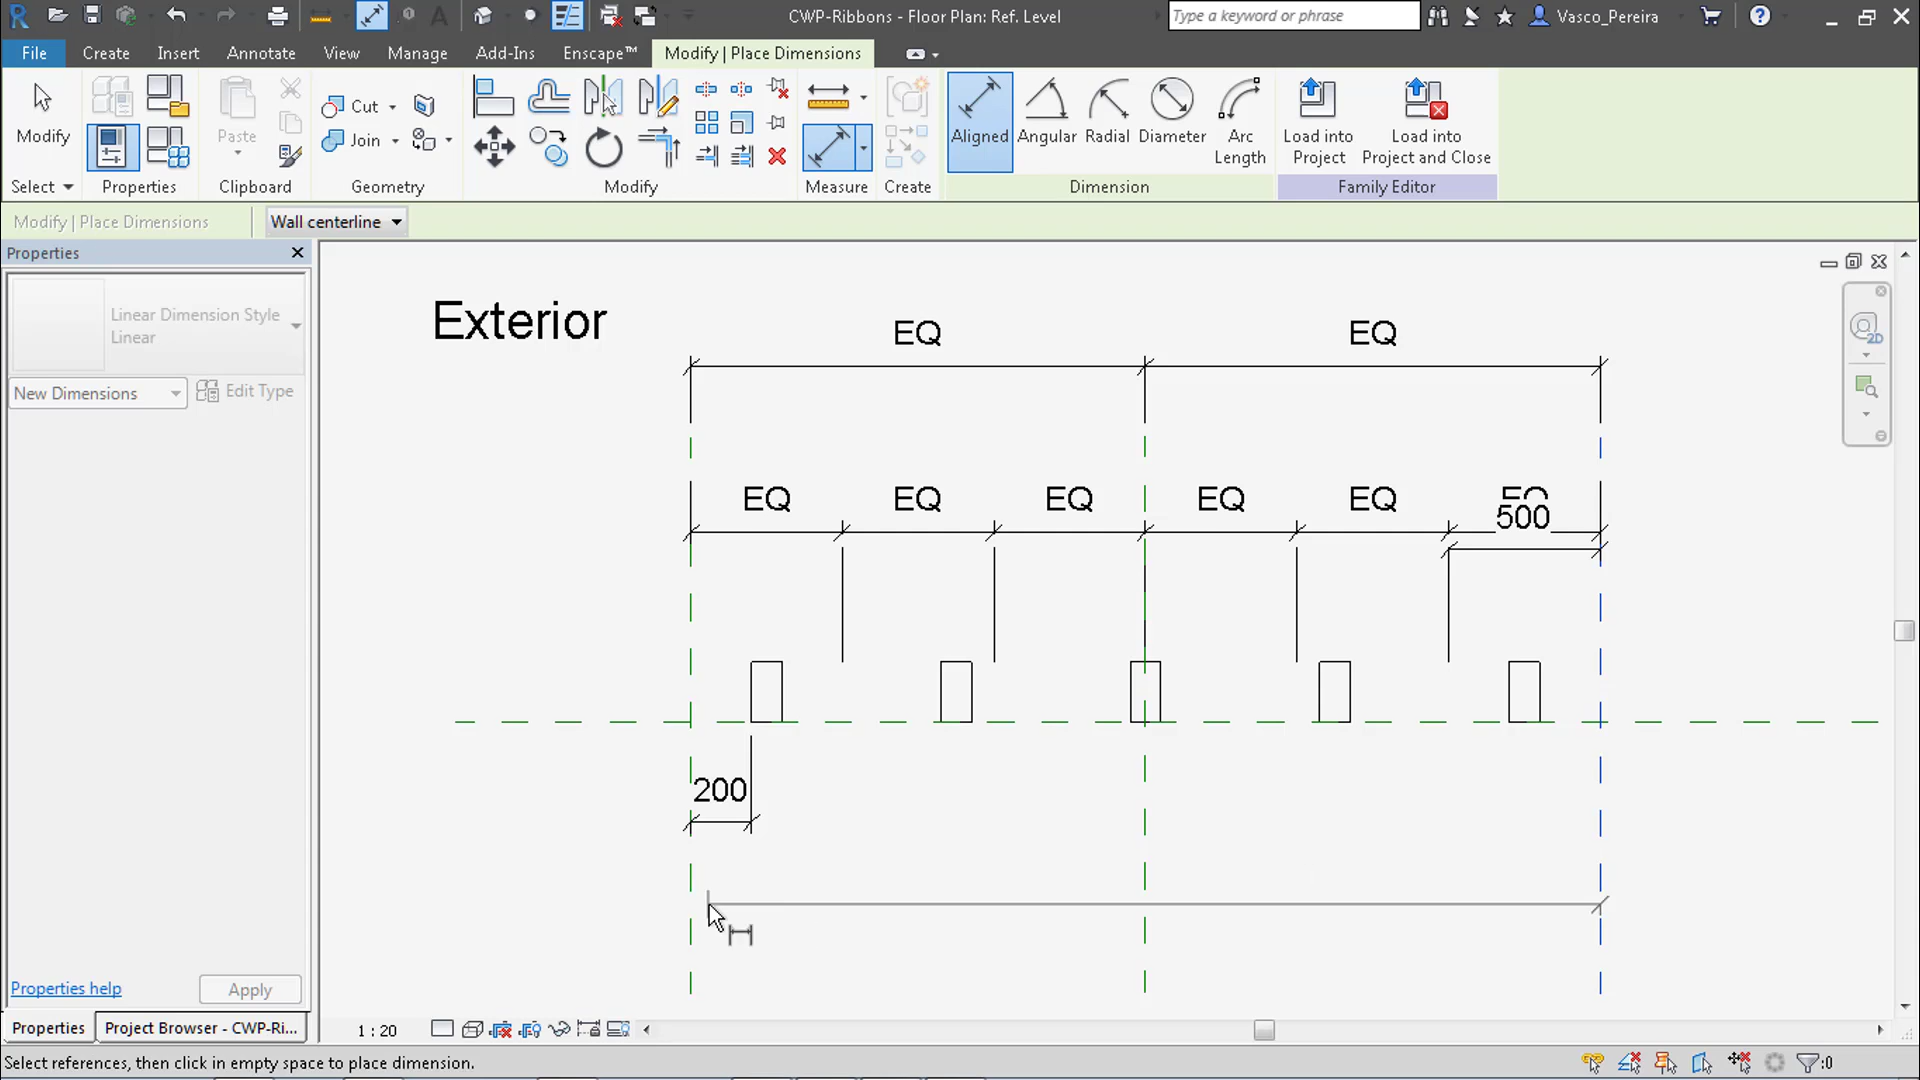 CWP-Ribbons - Floor Plan: Ref. Level
Type a keyword or phrase
Vasco_Pereira
File
Create
Insert
Annotate
View
Manage
Add-Ins
Enscape™
Modify | Place Dimensions
Modify
Paste
Cut
Join
Aligned
Angular
Radial
Diameter
Arc
Length
Load into
Project
Load into
Project and Close
Select
Properties
Clipboard
Geometry
Modify
Measure
Create
Dimension
Family Editor
Modify | Place Dimensions
Wall centerline
Properties
Linear Dimension Style
Linear
New Dimensions
Edit Type
Exterior
EQ
EQ
EQ
EQ
EQ
EQ
EQ
EQ
500
200
2D
Properties help
Apply
Properties
Project Browser - CWP-Ri...
1 : 20
Select references, then click in empty space to place dimension.
:0